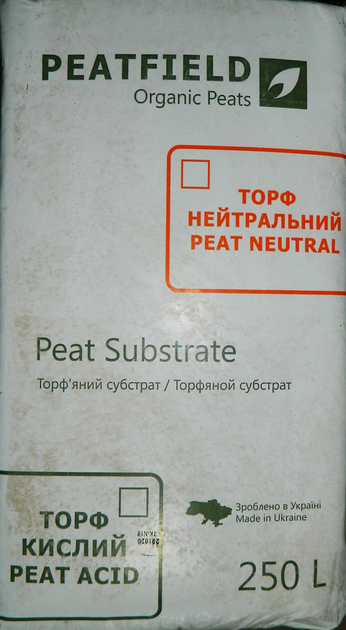 PEATFIELD
Organic Peats
ТОРФ
НЕЙТРАЛЬНИЙ
PEAT NEUTRAL
Peat Substrate
Торф'яний субстрат / Торфяной субстрат
ТОРФ
КИСЛИЙ
PEAT ACID
Зроблено в Україні
Made in Ukraine
250 L